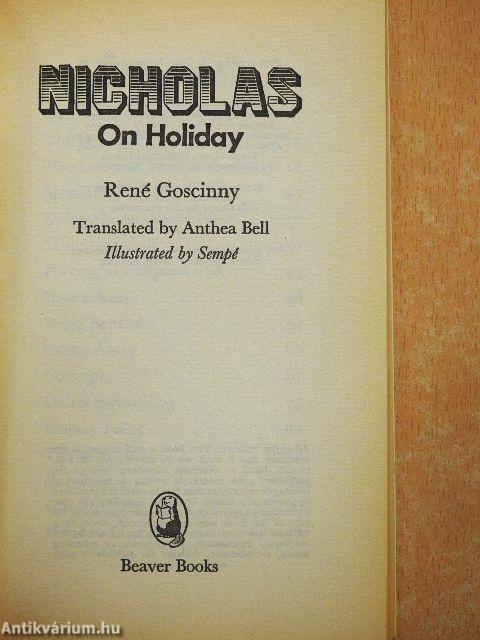 NICHOLAS
On Holiday
René Goscinny
Translated by Anthea Bell
Illustrated by Sempé
Beaver Books
Antikvárium.hu